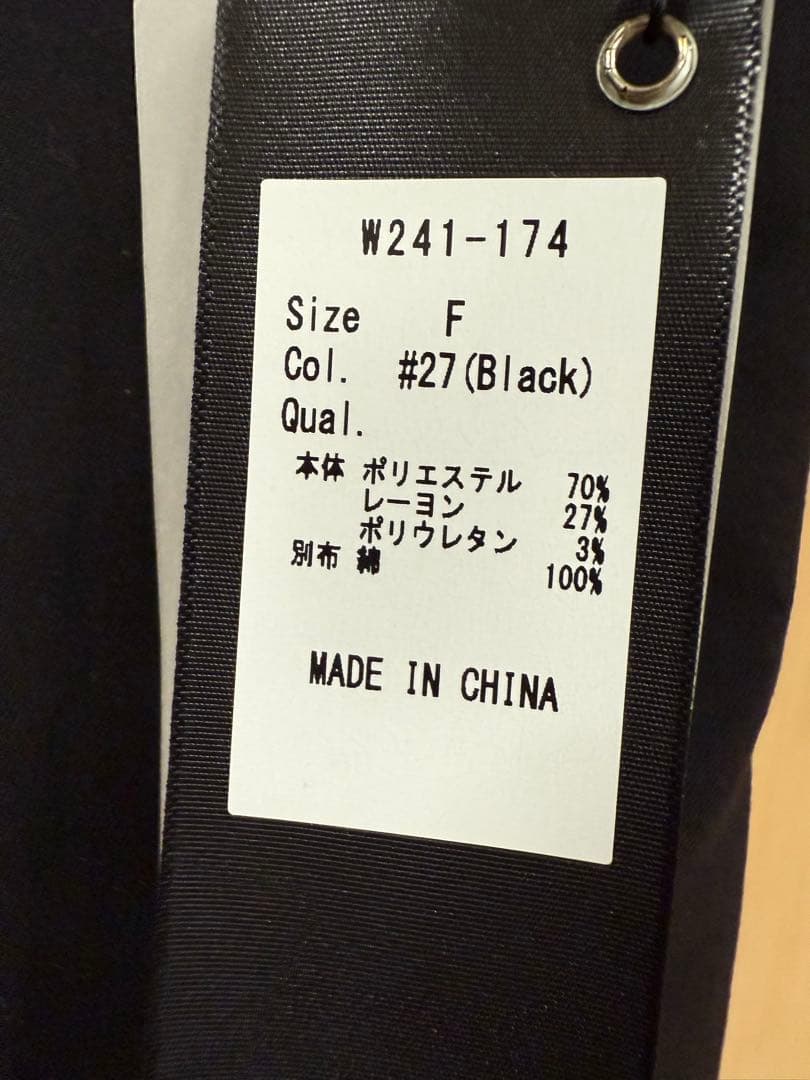 W241-174
Size F
Col. #27(Black)
Qual.
本体 ポリエステル 70%
レーヨン 27%
ポリウレタン 3%
別布 綿 100%
MADE IN CHINA